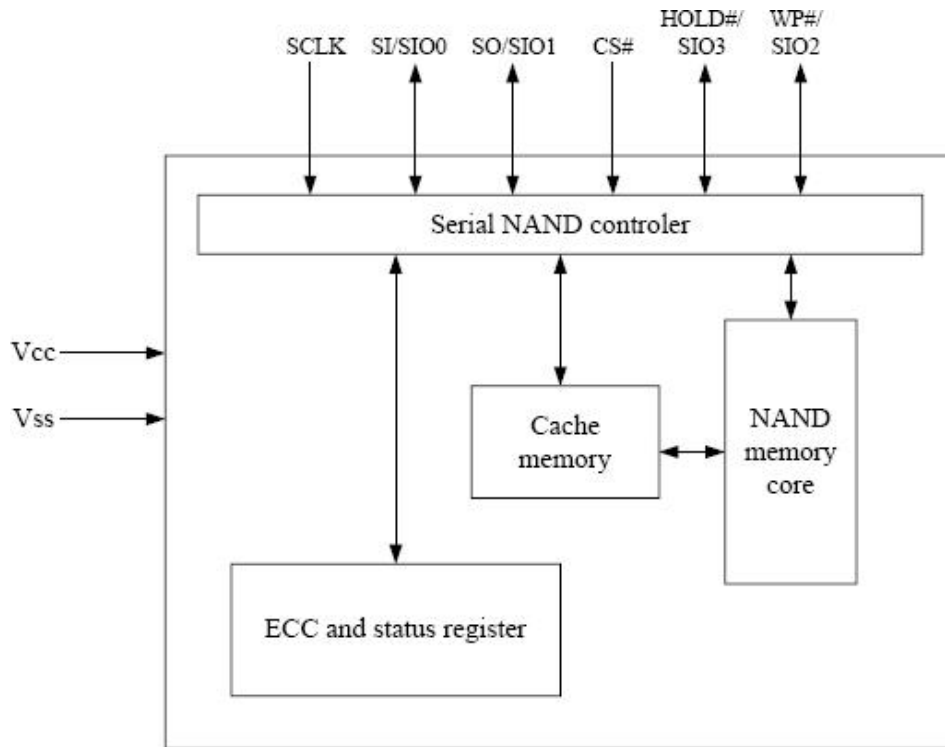 SCLK
SI/SIO0
SO/SIO1
CS#
HOLD#/
SIO3
WP#/
SIO2
Serial NAND controler
Vcc
Vss
Cache
memory
NAND
memory
core
ECC and status register